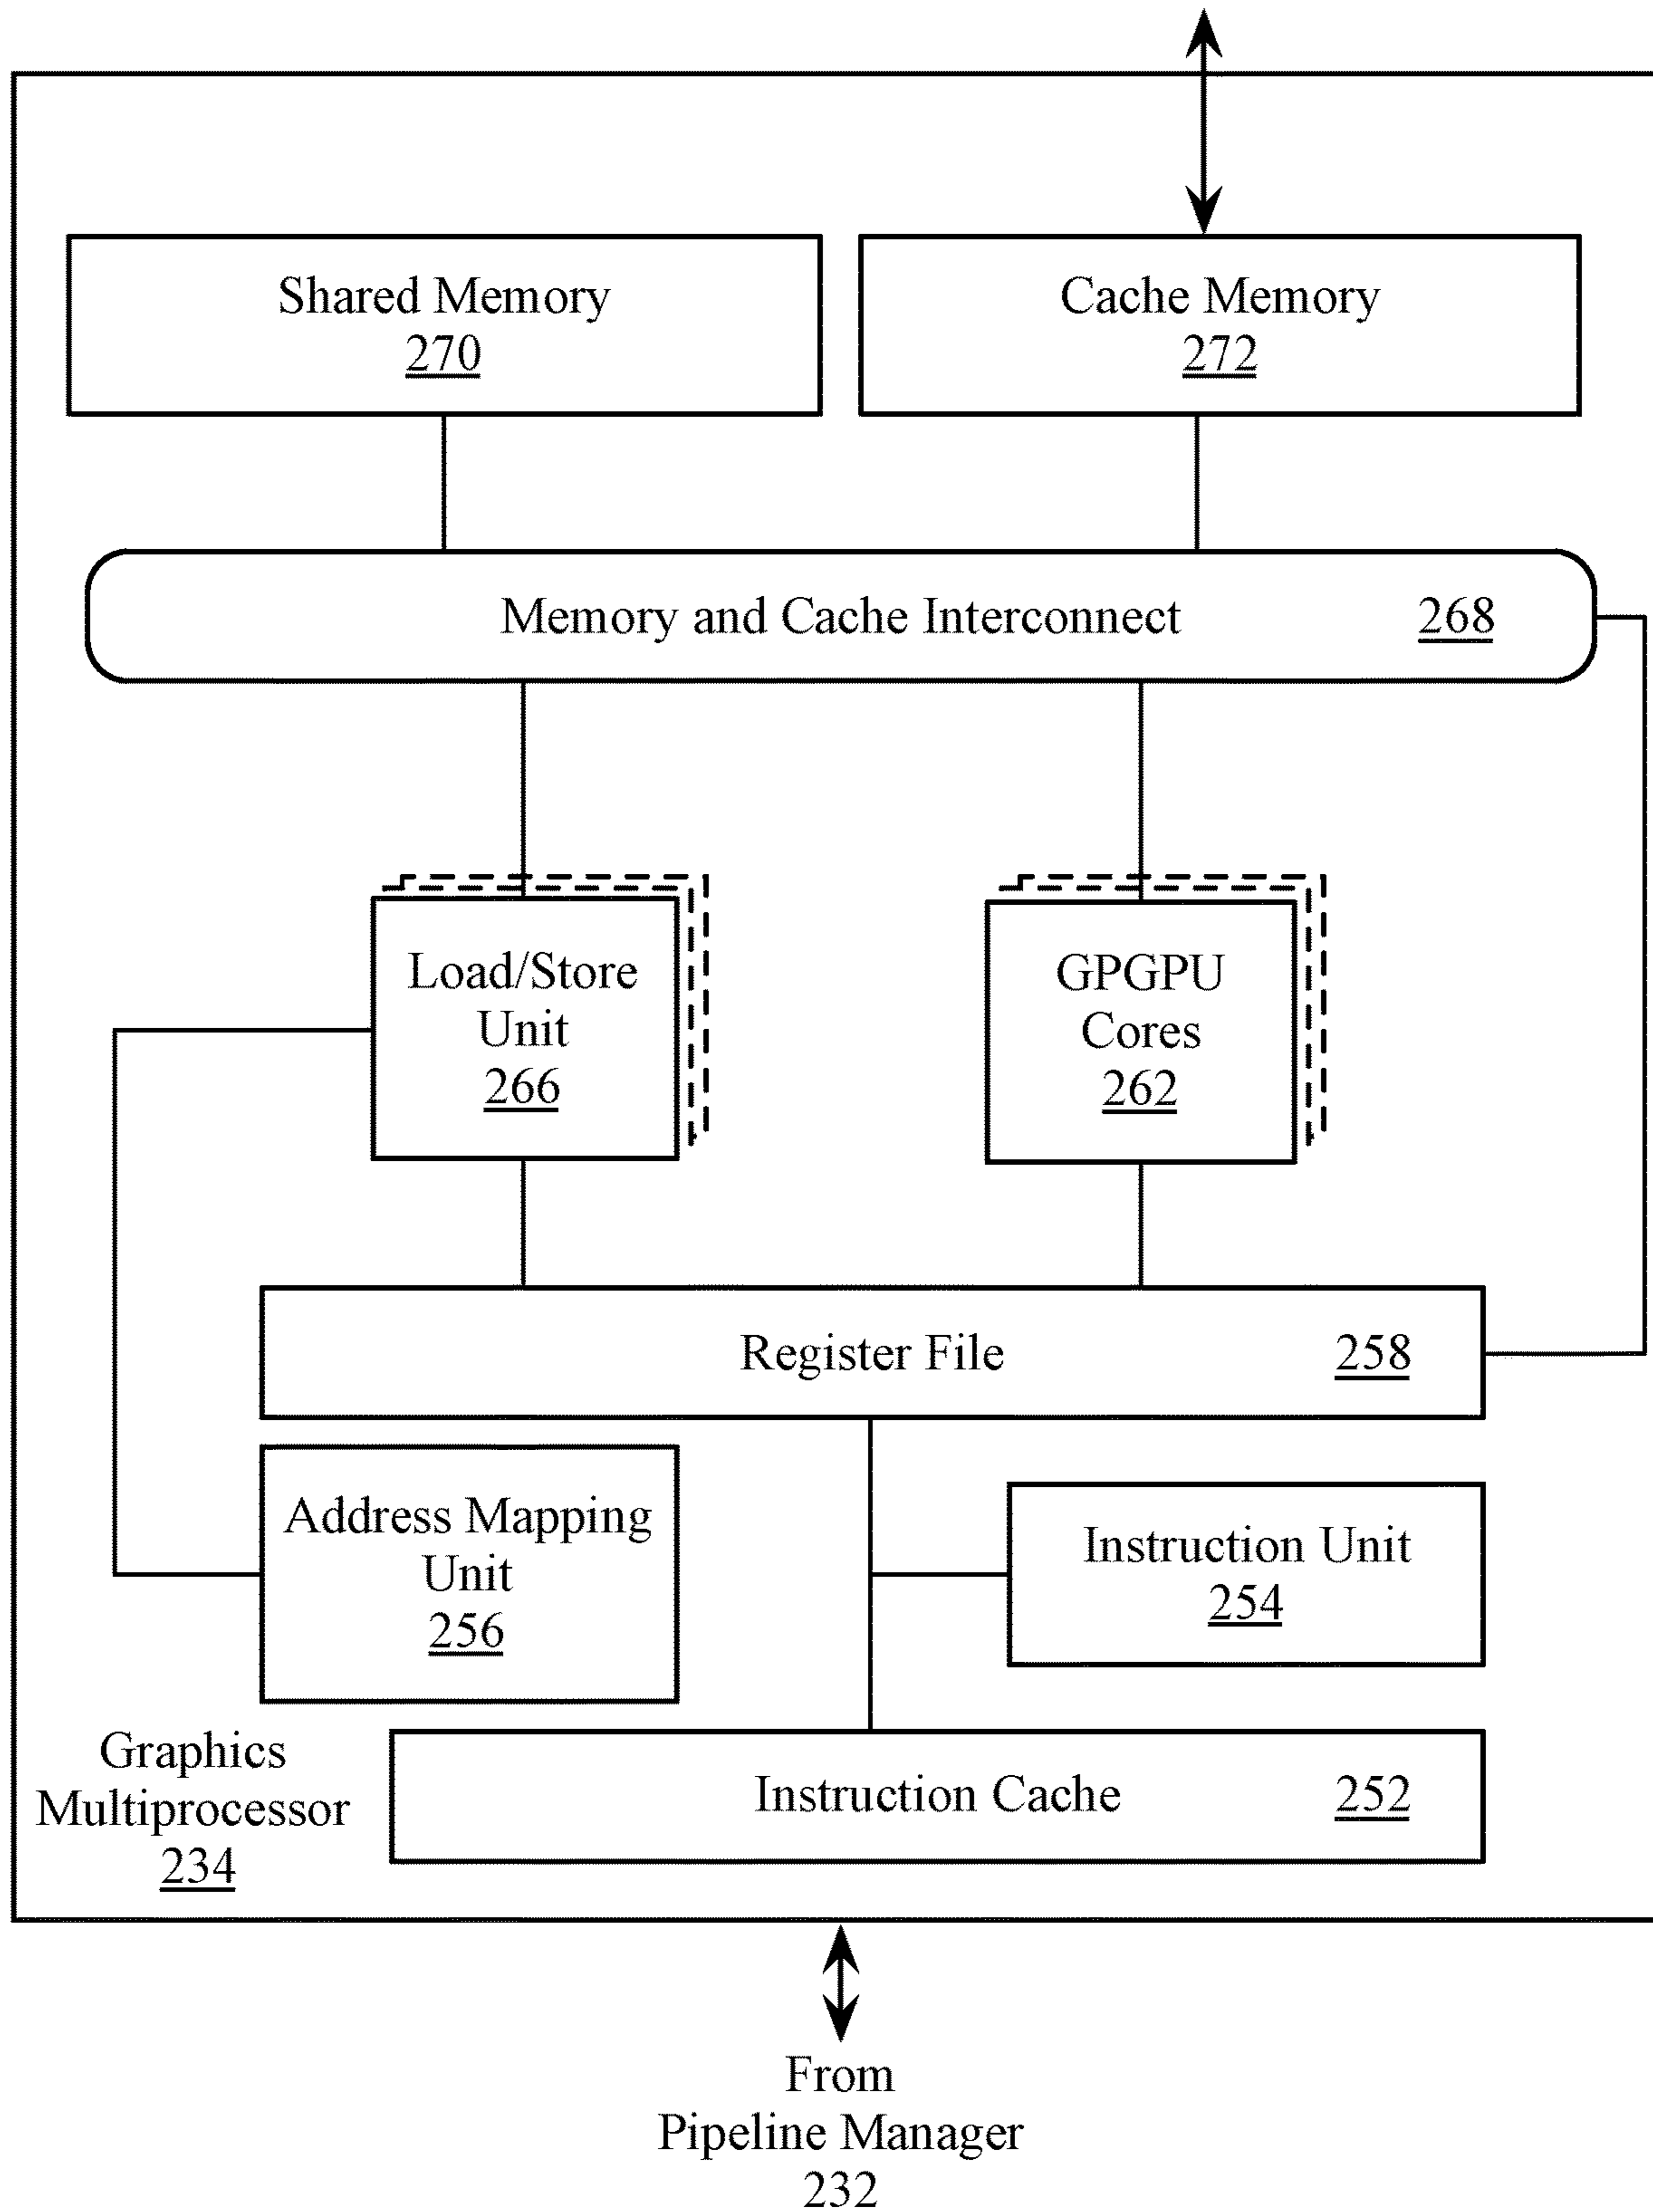 Shared Memory
270
Cache Memory
272
Memory and Cache Interconnect 268
Load/Store
Unit
266
GPGPU
Cores
262
Register File 258
Address Mapping
Unit
256
Instruction Unit
254
Graphics
Multiprocessor
234
Instruction Cache 252
From
Pipeline Manager
232